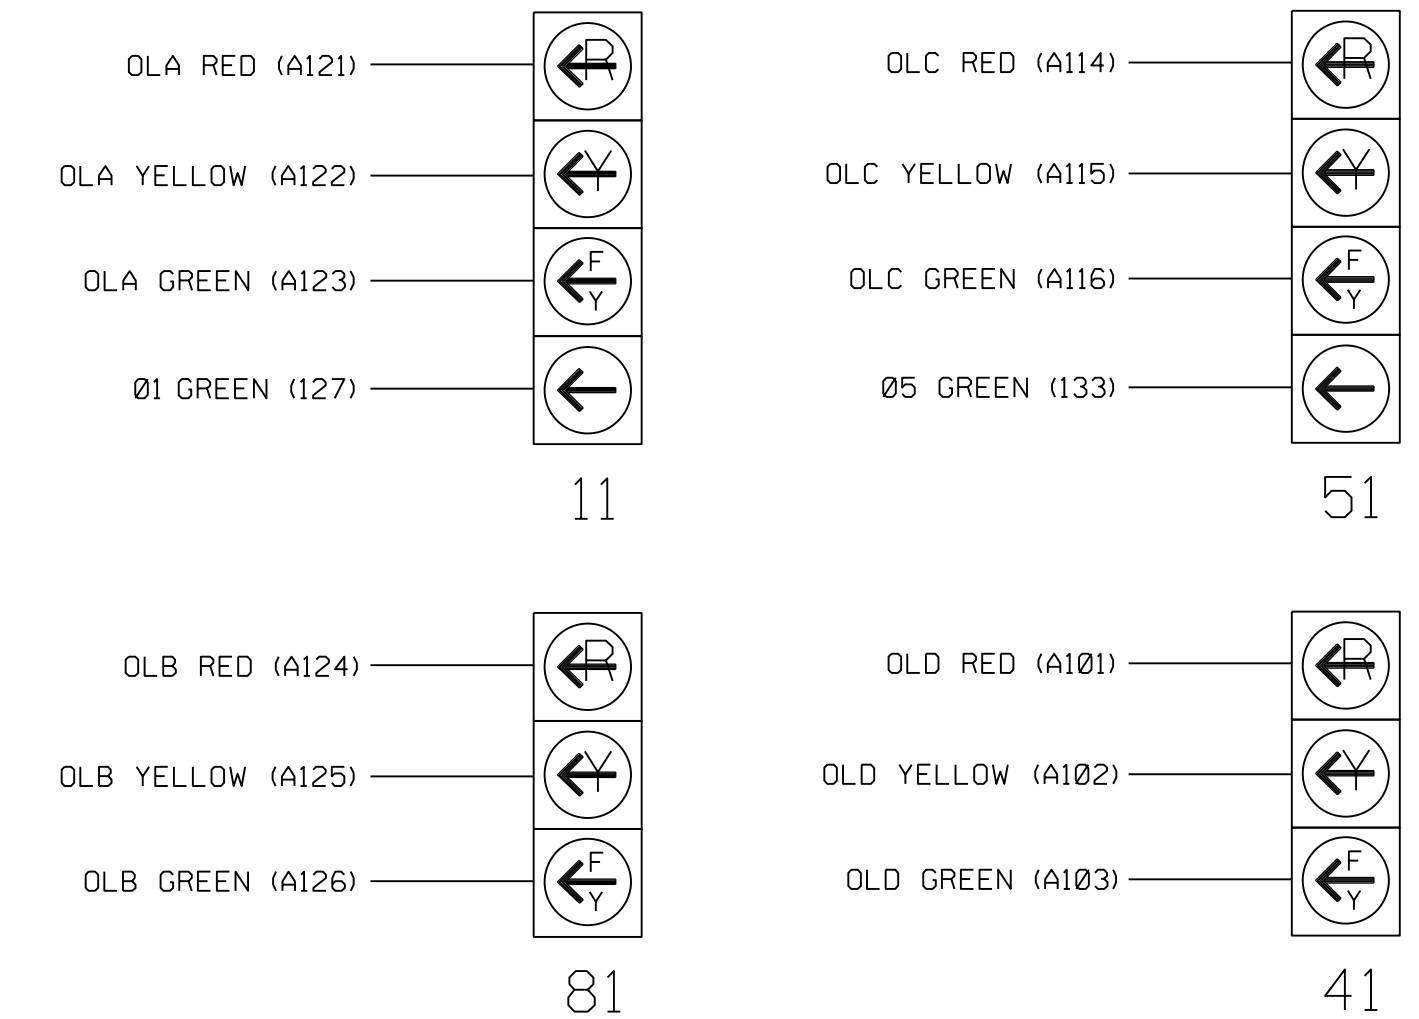 OLA RED (A121)
R
OLA YELLOW (A122)
Y
OLA GREEN (A123)
F
Y
Ø1 GREEN (127)
11
OLC RED (A114)
R
OLC YELLOW (A115)
Y
OLC GREEN (A116)
F
Y
Ø5 GREEN (133)
51
OLB RED (A124)
R
OLB YELLOW (A125)
Y
OLB GREEN (A126)
F
Y
81
OLD RED (A1Ø1)
R
OLD YELLOW (A1Ø2)
Y
OLD GREEN (A1Ø3)
F
Y
41